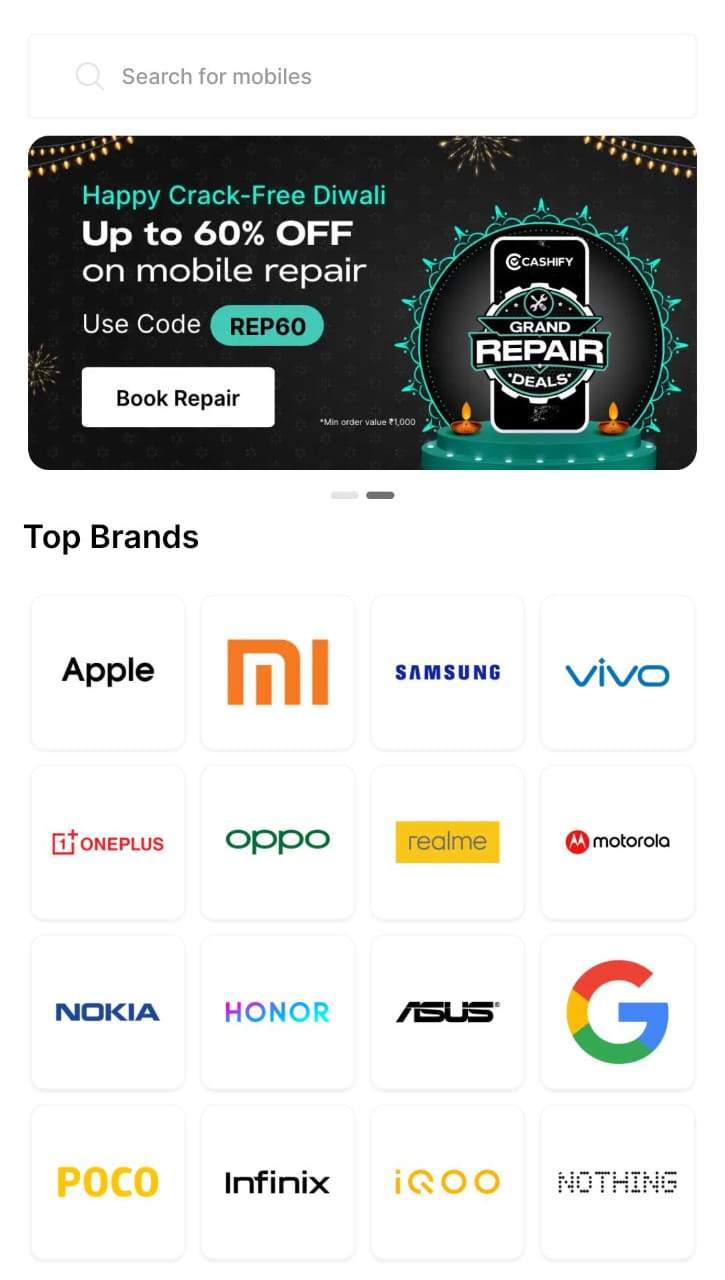 Search for mobiles
Happy Crack-Free Diwali
Up to 60% OFF
on mobile repair
Use Code REP60
Book Repair
*Min order value ₹1,000
CASHIFY
GRAND
REPAIR
DEALS
Top Brands
Apple
mi
SAMSUNG
vivo
1+ ONEPLUS
oppo
realme
motorola
NOKIA
HONOR
ASUS
G
POCO
Infinix
iQOO
NOTHING